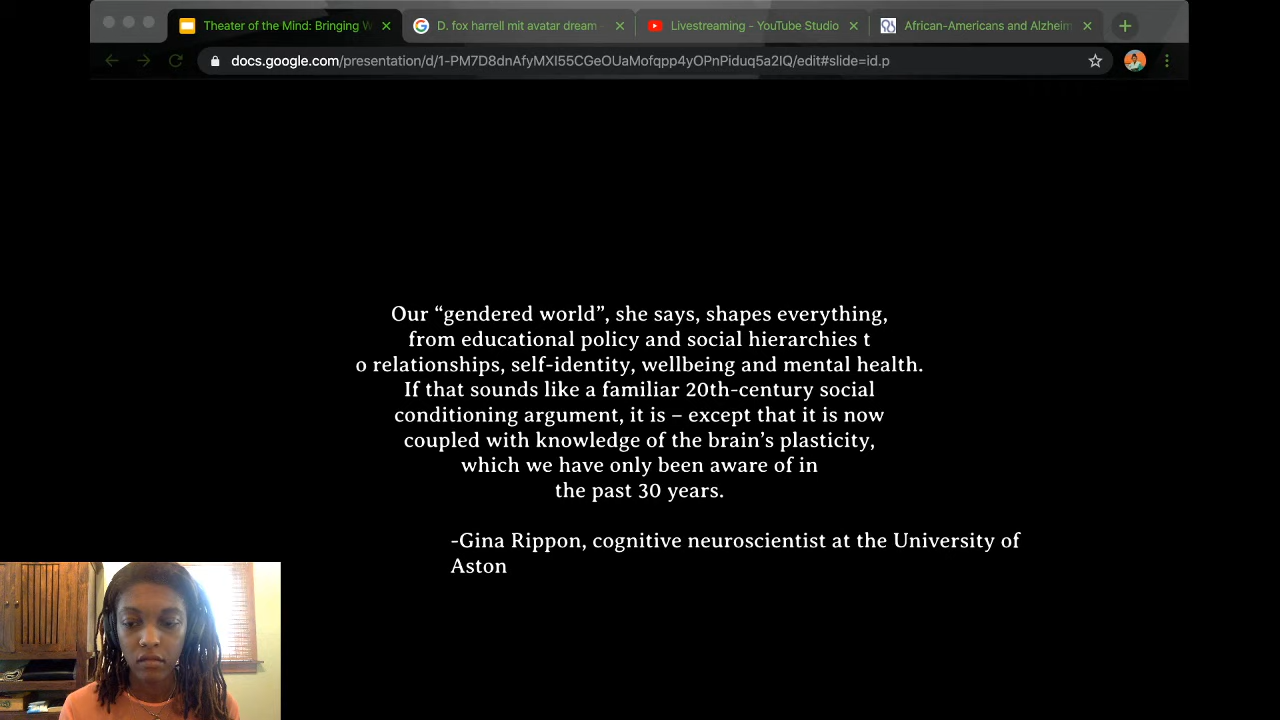 Theater of the Mind: Bringing W
D. fox harrell mit avatar dream -
Livestreaming - YouTube Studio
African-Americans and Alzheim
docs.google.com/presentation/d/1-PM7D8dnAfyMXI55CGeOUaMofqpp4yOPnPiduq5a2IQ/edit#slide=id.p
Our “gendered world”, she says, shapes everything,
from educational policy and social hierarchies t
o relationships, self-identity, wellbeing and mental health.
If that sounds like a familiar 20th-century social
conditioning argument, it is – except that it is now
coupled with knowledge of the brain’s plasticity,
which we have only been aware of in
the past 30 years.
-Gina Rippon, cognitive neuroscientist at the University of
Aston